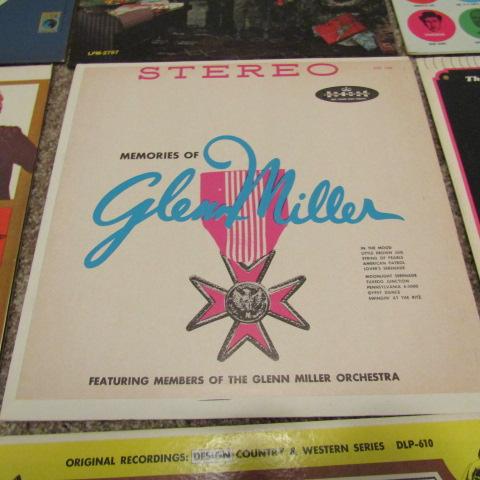 LPM-2797
STEREO
CROWN
MEMORIES OF
Glenn Miller
IN THE MOOD
LITTLE BROWN JUG
STRING OF PEARLS
AMERICAN PATROL
LOVER'S SERENADE
MOONLIGHT SERENADE
TUXEDO JUNCTION
PENNSYLVANIA 6-5000
GYPSY DANCE
SWINGIN' AT THE RITZ
FEATURING MEMBERS OF THE GLENN MILLER ORCHESTRA
ORIGINAL RECORDINGS: DESIGN COUNTRY & WESTERN SERIES DLP-610